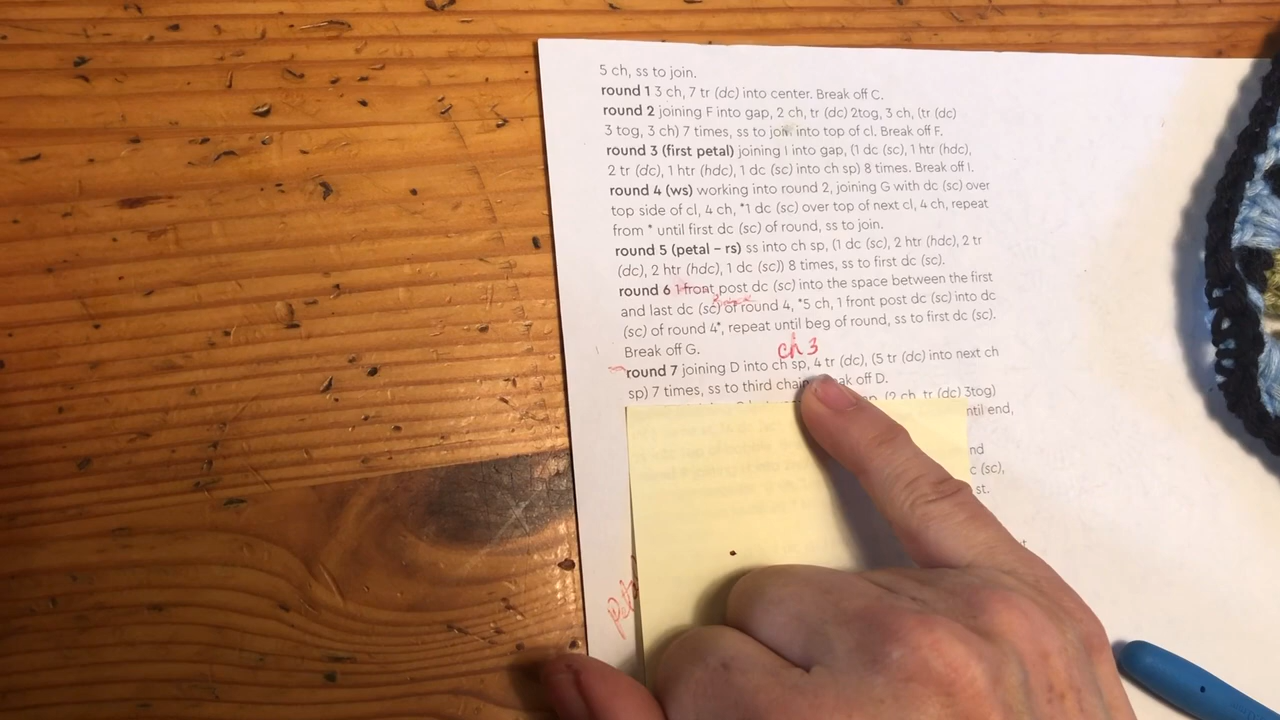 5 ch, ss to join.
round 1 3 ch, 7 tr (dc) into center. Break off C.
round 2 joining F into gap, 2 ch, tr (dc) 2tog, 3 ch, (tr (dc)
3 tog, 3 ch) 7 times, ss to join into top of cl. Break off F.
round 3 (first petal) joining I into gap, (1 dc (sc), 1 htr (hdc),
2 tr (dc), 1 htr (hdc), 1 dc (sc) into ch sp) 8 times. Break off I.
round 4 (ws) working into round 2, joining G with dc (sc) over
top side of cl, 4 ch, *1 dc (sc) over top of next cl, 4 ch, repeat
from * until first dc (sc) of round, ss to join.
round 5 (petal – rs) ss into ch sp, (1 dc (sc), 2 htr (hdc), 2 tr
(dc), 2 htr (hdc), 1 dc (sc)) 8 times, ss to first dc (sc).
round 6 1 front post dc (sc) into the space between the first
and last dc (sc) of round 4, *5 ch, 1 front post dc (sc) into dc
(sc) of round 4*, repeat until beg of round, ss to first dc (sc).
Break off G.
ch 3
round 7 joining D into ch sp, 4 tr (dc), (5 tr (dc) into next ch
sp) 7 times, ss to third chain. off D.
(2 ch, tr (dc) 3tog)
until end,
c (sc),
st.